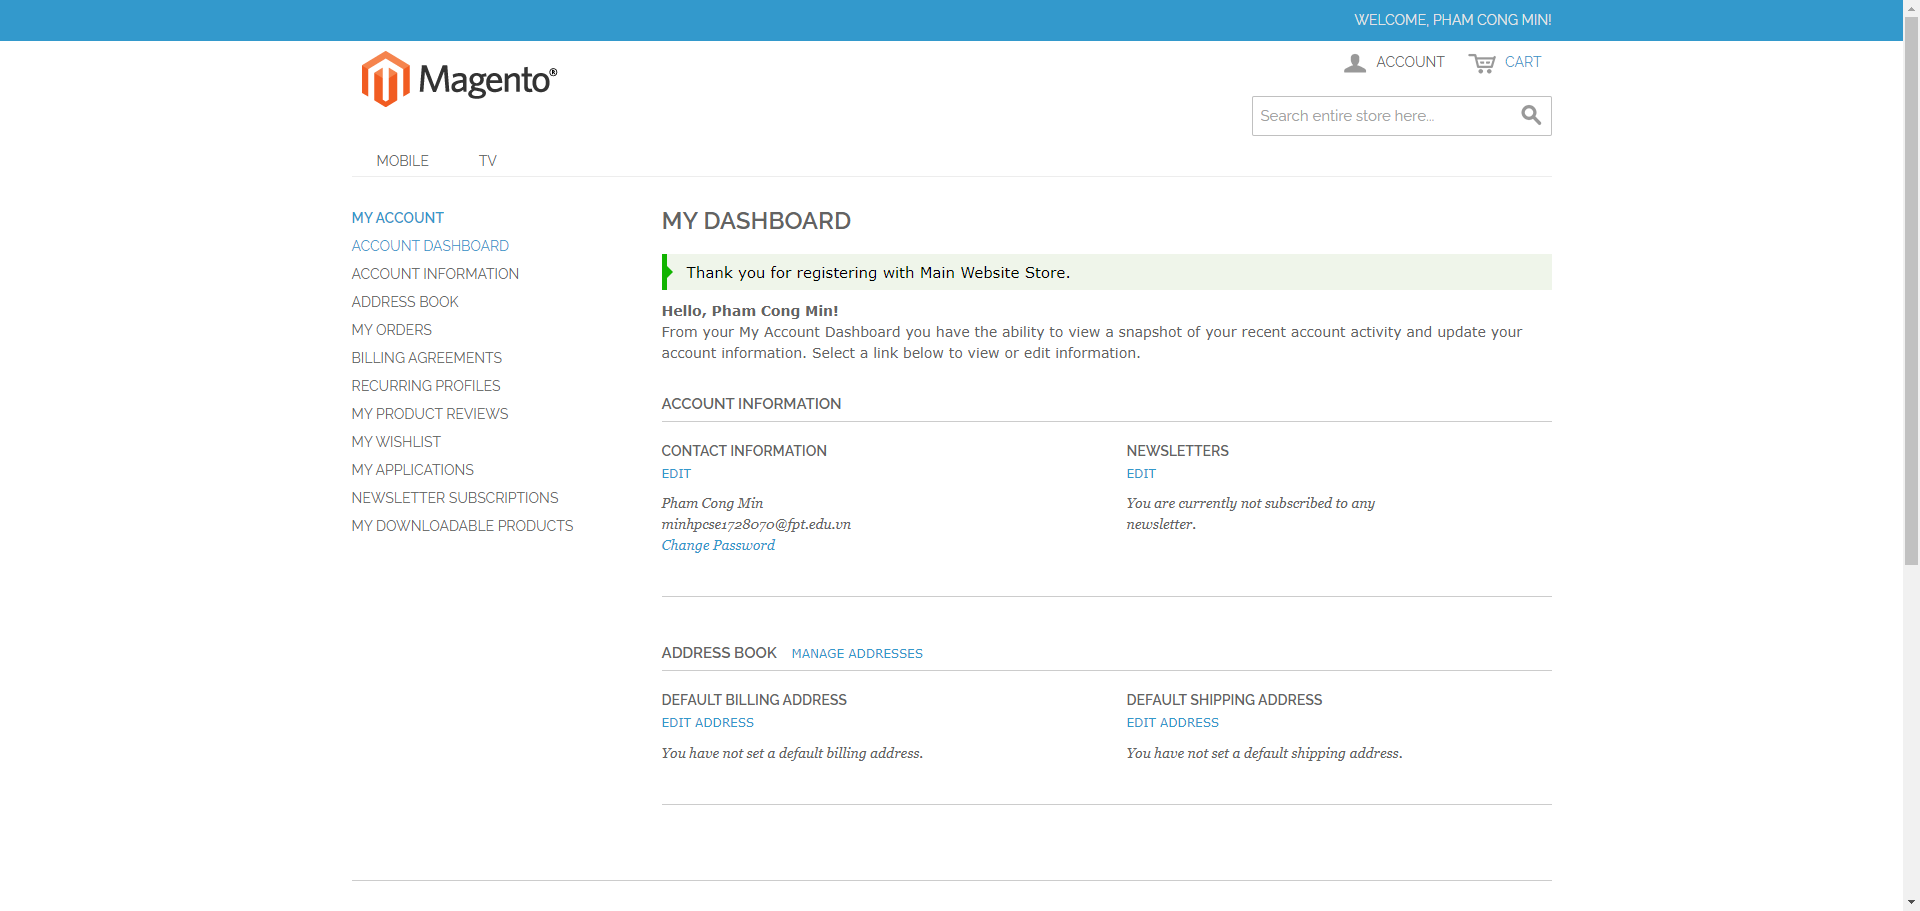 WELCOME, PHAM CONG MIN!
Magento®
ACCOUNT
CART
Search entire store here...
MOBILE
TV
MY ACCOUNT
ACCOUNT DASHBOARD
ACCOUNT INFORMATION
ADDRESS BOOK
MY ORDERS
BILLING AGREEMENTS
RECURRING PROFILES
MY PRODUCT REVIEWS
MY WISHLIST
MY APPLICATIONS
NEWSLETTER SUBSCRIPTIONS
MY DOWNLOADABLE PRODUCTS
MY DASHBOARD
Thank you for registering with Main Website Store.
Hello, Pham Cong Min!
From your My Account Dashboard you have the ability to view a snapshot of your recent account activity and update your
account information. Select a link below to view or edit information.
ACCOUNT INFORMATION
CONTACT INFORMATION
EDIT
Pham Cong Min
minhpcse1728070@fpt.edu.vn
Change Password
NEWSLETTERS
EDIT
You are currently not subscribed to any
newsletter.
ADDRESS BOOK
MANAGE ADDRESSES
DEFAULT BILLING ADDRESS
EDIT ADDRESS
You have not set a default billing address.
DEFAULT SHIPPING ADDRESS
EDIT ADDRESS
You have not set a default shipping address.